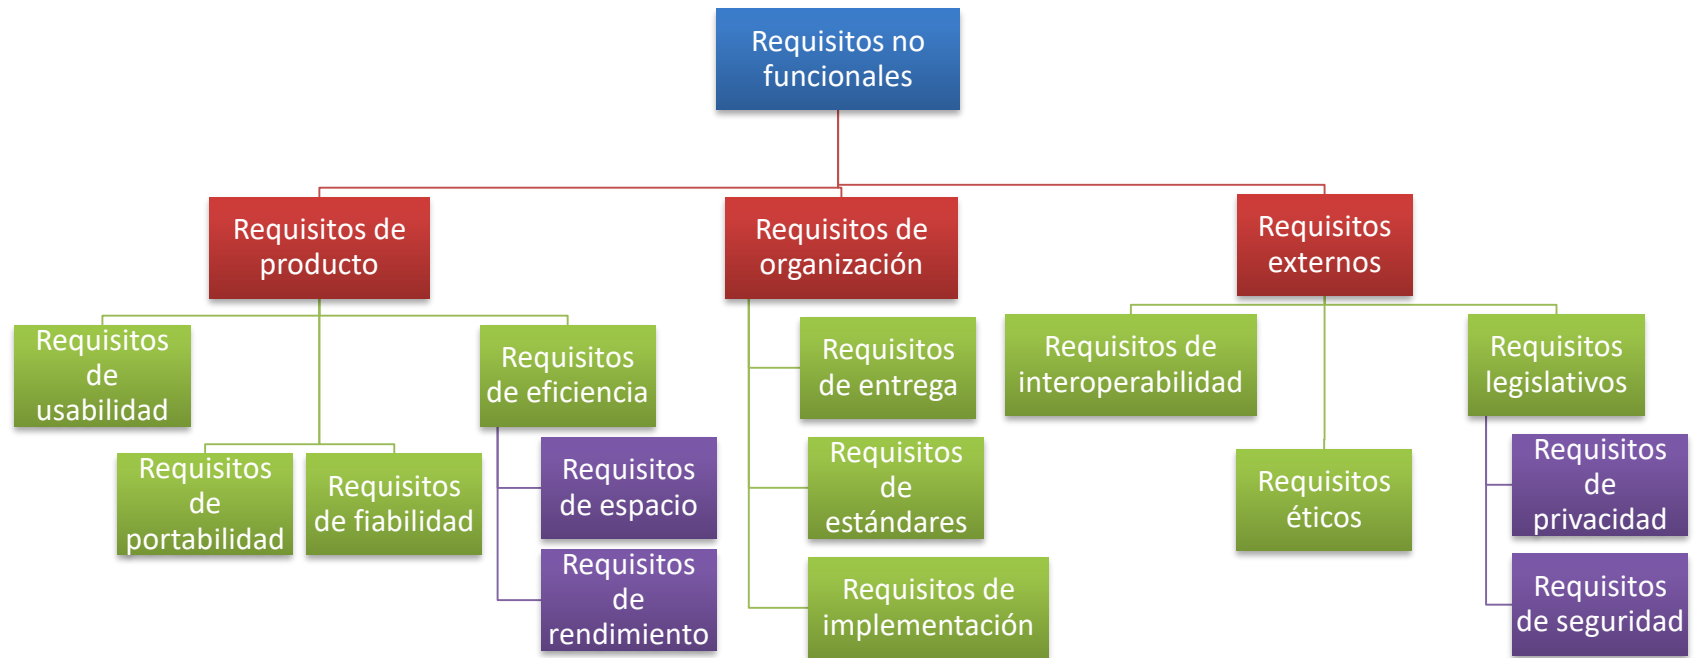 Requisitos no
funcionales
Requisitos de
producto
Requisitos de
organización
Requisitos
externos
Requisitos
de
usabilidad
Requisitos
de eficiencia
Requisitos
de
portabilidad
Requisitos
de fiabilidad
Requisitos
de espacio
Requisitos
de
rendimiento
Requisitos
de entrega
Requisitos
de
estándares
Requisitos de
implementación
Requisitos de
interoperabilidad
Requisitos
éticos
Requisitos
legislativos
Requisitos
de
privacidad
Requisitos
de seguridad